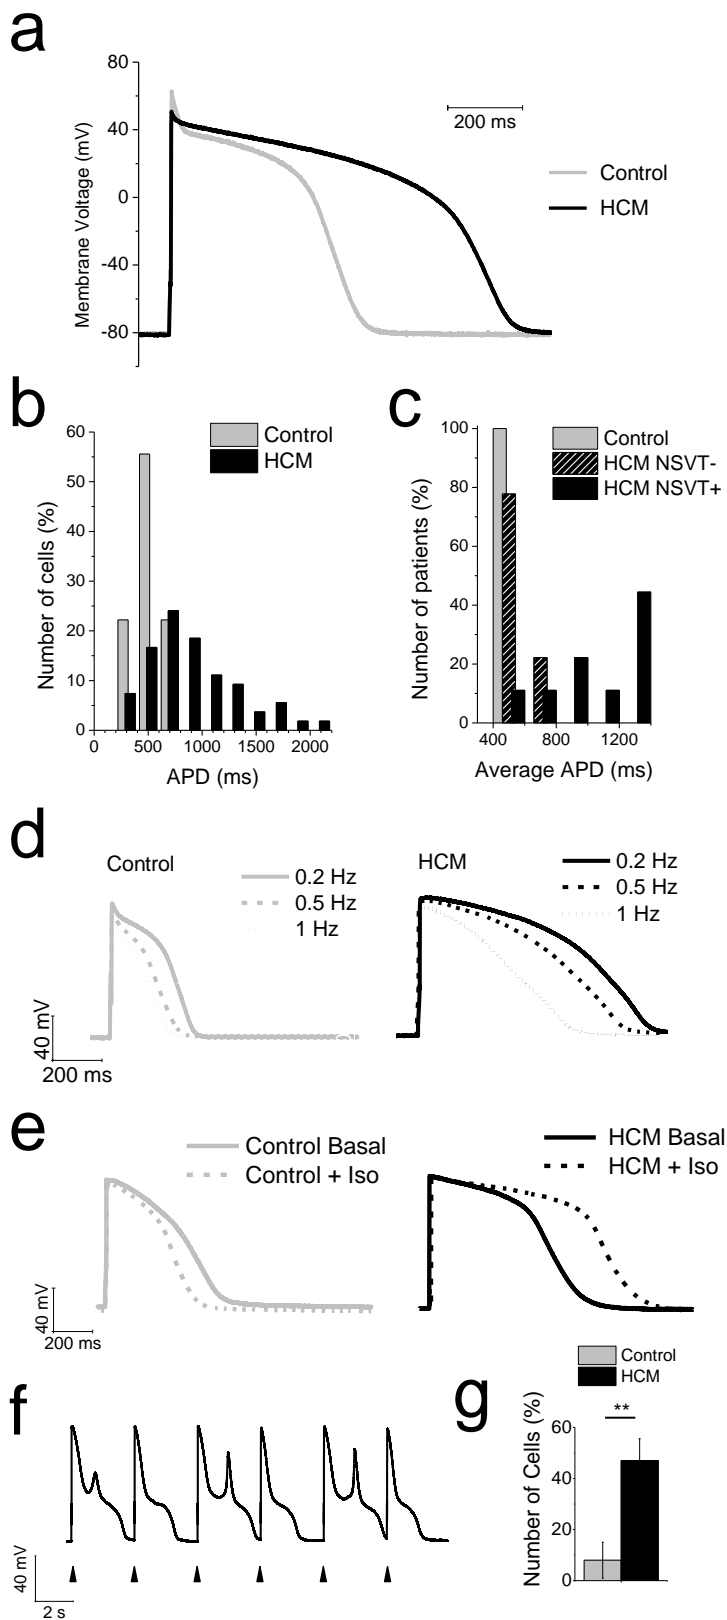 a
80
40
0
-40
-80
Membrane Voltage (mV)
200 ms
Control
HCM
b
60
50
40
30
20
10
0
Number of cells (%)
Control
HCM
0 500 1000 1500 2000
APD (ms)
c
100
80
60
40
20
0
Number of patients (%)
Control
HCM NSVT-
HCM NSVT+
400 800 1200
Average APD (ms)
d
Control
0.2 Hz
0.5 Hz
1 Hz
40 mV
200 ms
HCM
0.2 Hz
0.5 Hz
1 Hz
e
Control Basal
Control + Iso
40 mV
200 ms
HCM Basal
HCM + Iso
f
40 mV
2 s
g
Control
HCM
**
60
40
20
0
Number of Cells (%)